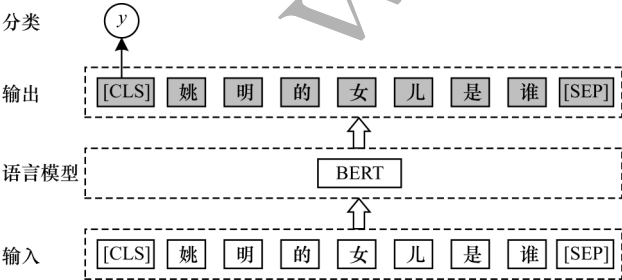 分类 y
输出 [CLS] 姚 明 的 女 儿 是 谁 [SEP]
语言模型 BERT
输入 [CLS] 姚 明 的 女 儿 是 谁 [SEP]